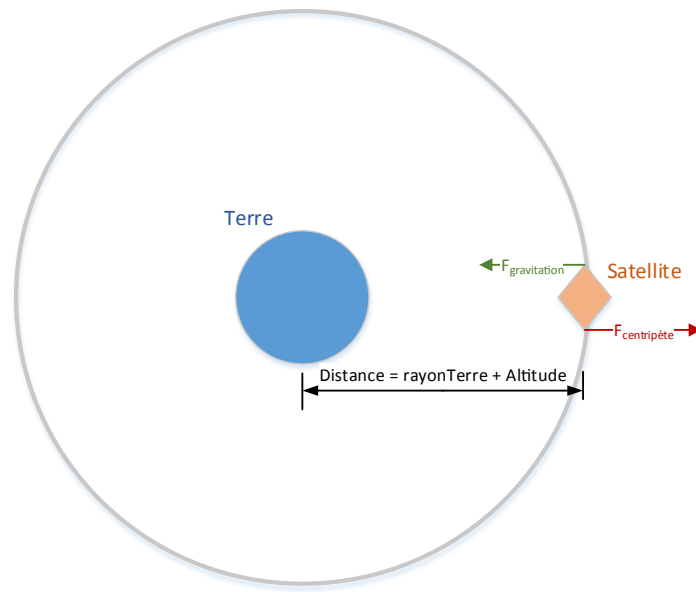 Terre
Fgravitation
Satellite
Fcentripète
Distance = rayonTerre + Altitude